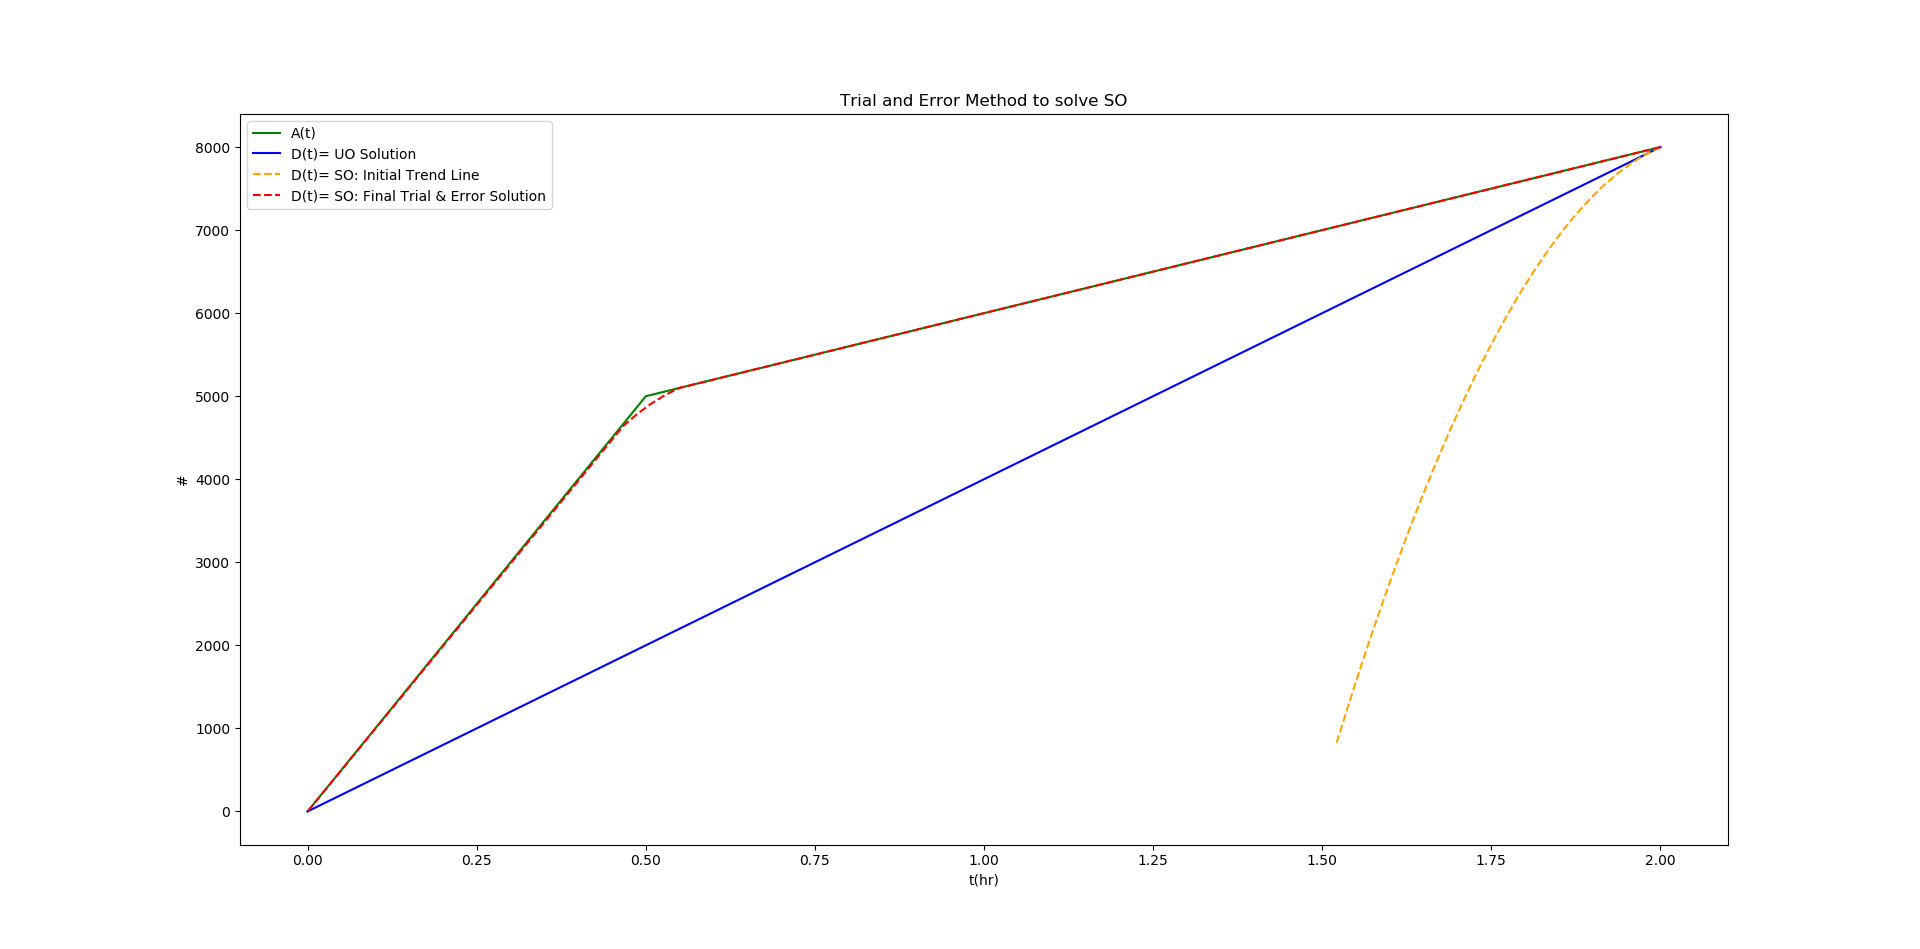 Trial and Error Method to solve SO
A(t)
D(t)= UO Solution
D(t)= SO: Initial Trend Line
D(t)= SO: Final Trial & Error Solution
8000
7000
6000
5000
4000
3000
2000
1000
0
#
0.00 0.25 0.50 0.75 1.00 1.25 1.50 1.75 2.00
t(hr)